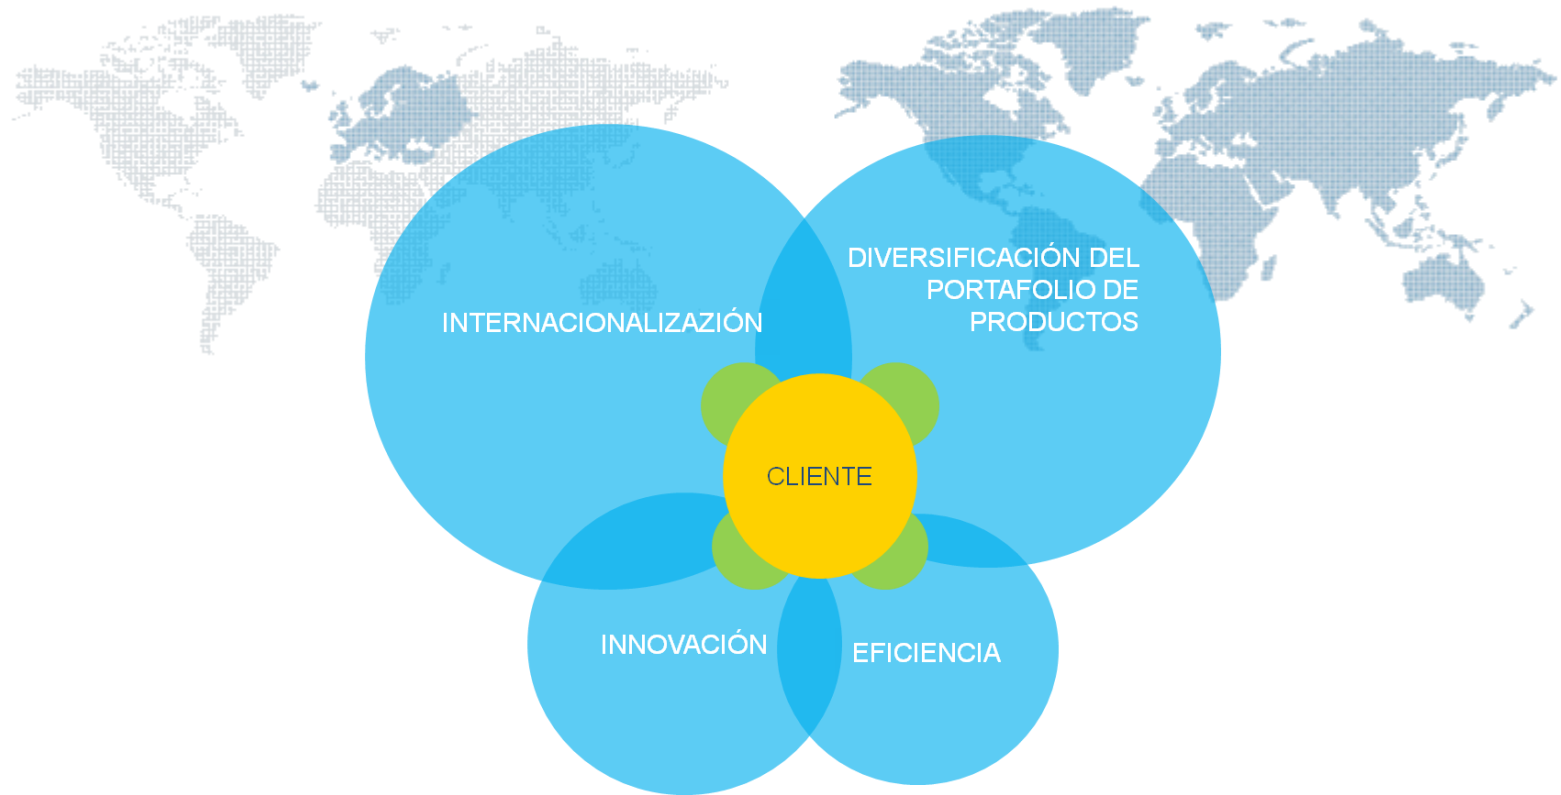 INTERNACIONALIZAZIÓN
DIVERSIFICACIÓN DEL
PORTAFOLIO DE
PRODUCTOS
CLIENTE
INNOVACIÓN
EFICIENCIA